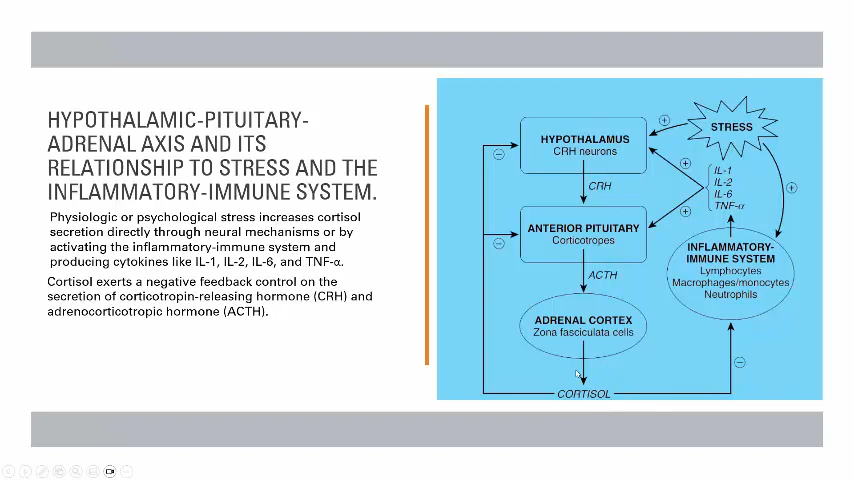 HYPOTHALAMIC-PITUITARY-
ADRENAL AXIS AND ITS
RELATIONSHIP TO STRESS AND THE
INFLAMMATORY-IMMUNE SYSTEM.
Physiologic or psychological stress increases cortisol
secretion directly through neural mechanisms or by
activating the inflammatory-immune system and
producing cytokines like IL-1, IL-2, IL-6, and TNF-α.
Cortisol exerts a negative feedback control on the
secretion of corticotropin-releasing hormone (CRH) and
adrenocorticotropic hormone (ACTH).
STRESS
HYPOTHALAMUS
CRH neurons
IL-1
IL-2
IL-6
TNF-α
CRH
ANTERIOR PITUITARY
Corticotropes
INFLAMMATORY-
IMMUNE SYSTEM
Lymphocytes
Macrophages/monocytes
Neutrophils
ACTH
ADRENAL CORTEX
Zona fasciculata cells
CORTISOL